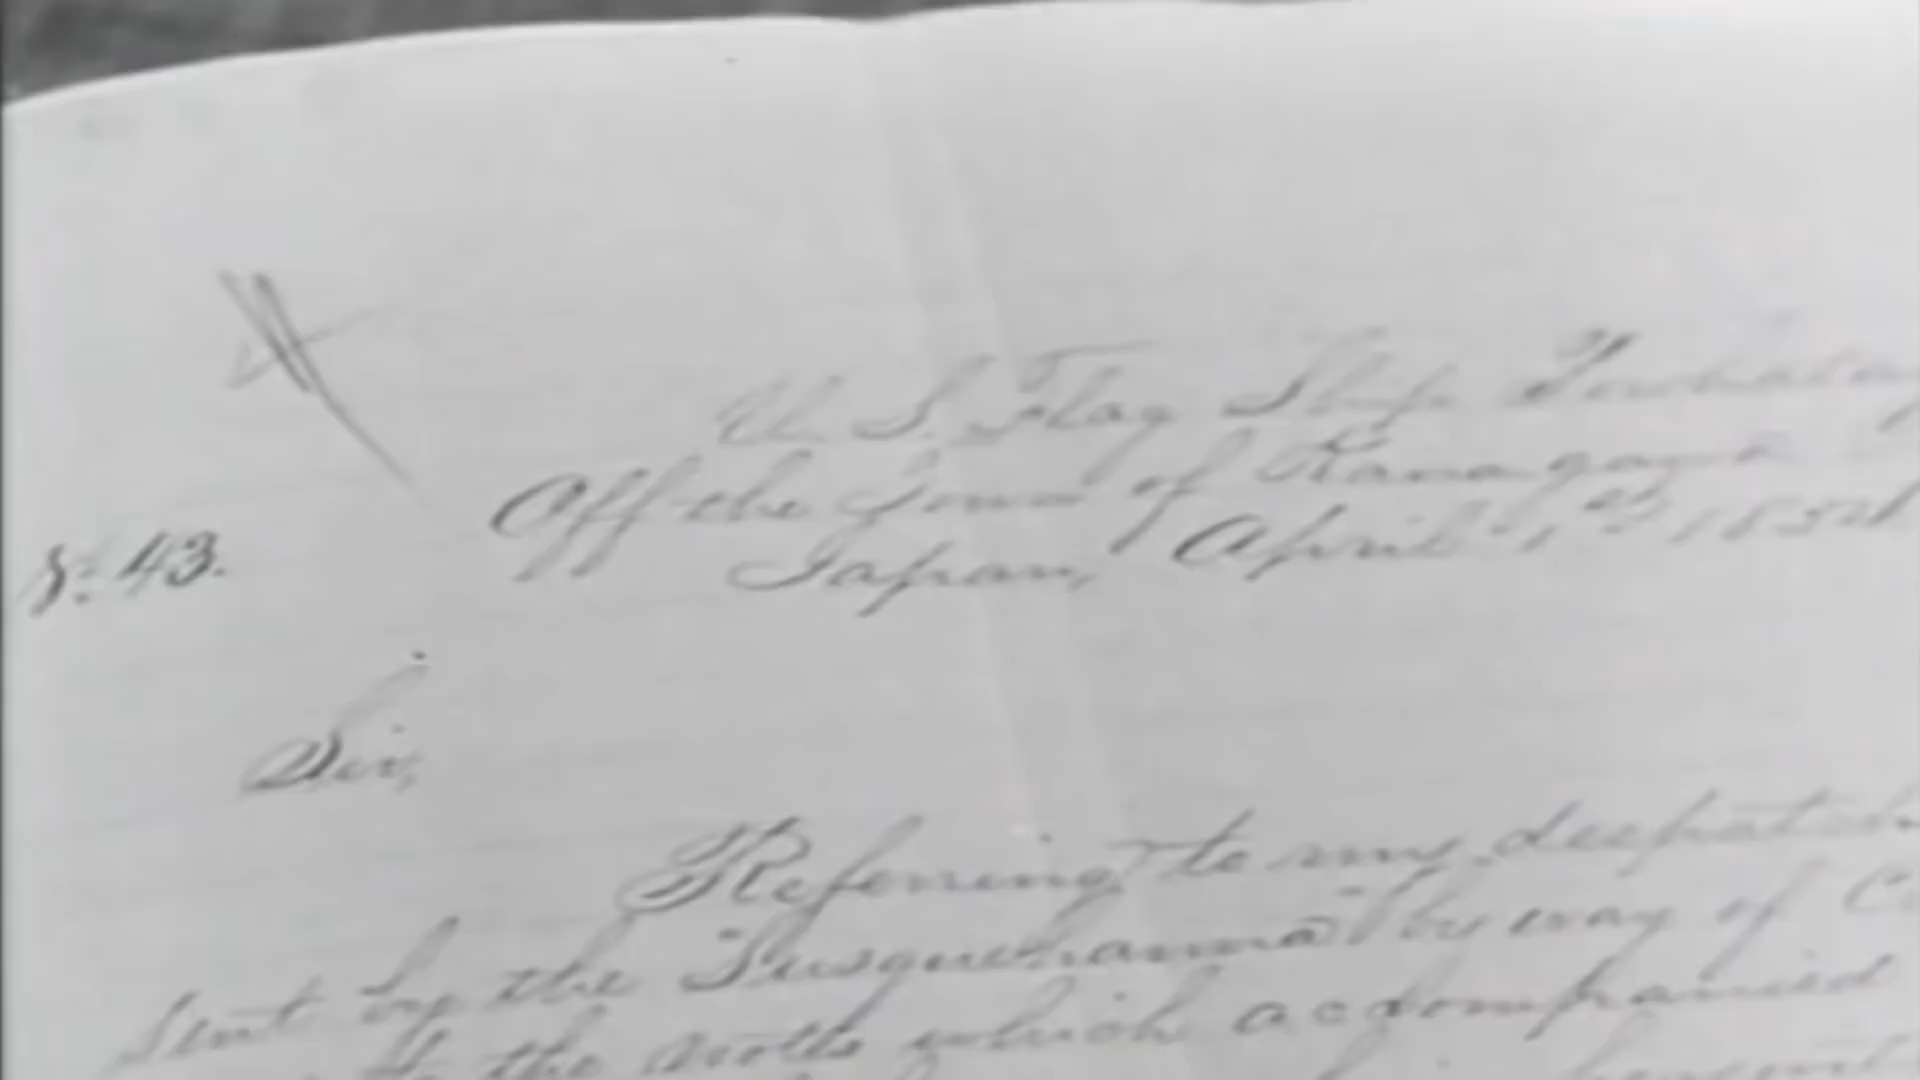 U. S. Flag Ship Powhatan
Off the Town of Kanagawa
Japan, April 1st 1854
No. 43.
Sir,
Referring to my despatch
sent by the "Susquehanna" by way of
to the which accompanied